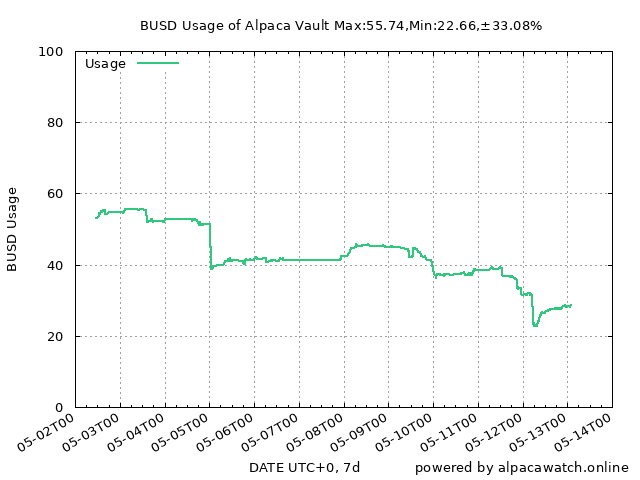 BUSD Usage of Alpaca Vault Max:55.74,Min:22.66,±33.08%
Usage
BUSD Usage
100
80
60
40
20
0
05-02T00
05-03T00
05-04T00
05-05T00
05-06T00
05-07T00
05-08T00
05-09T00
05-10T00
05-11T00
05-12T00
05-13T00
05-14T00
DATE UTC+0, 7d
powered by alpacawatch.online